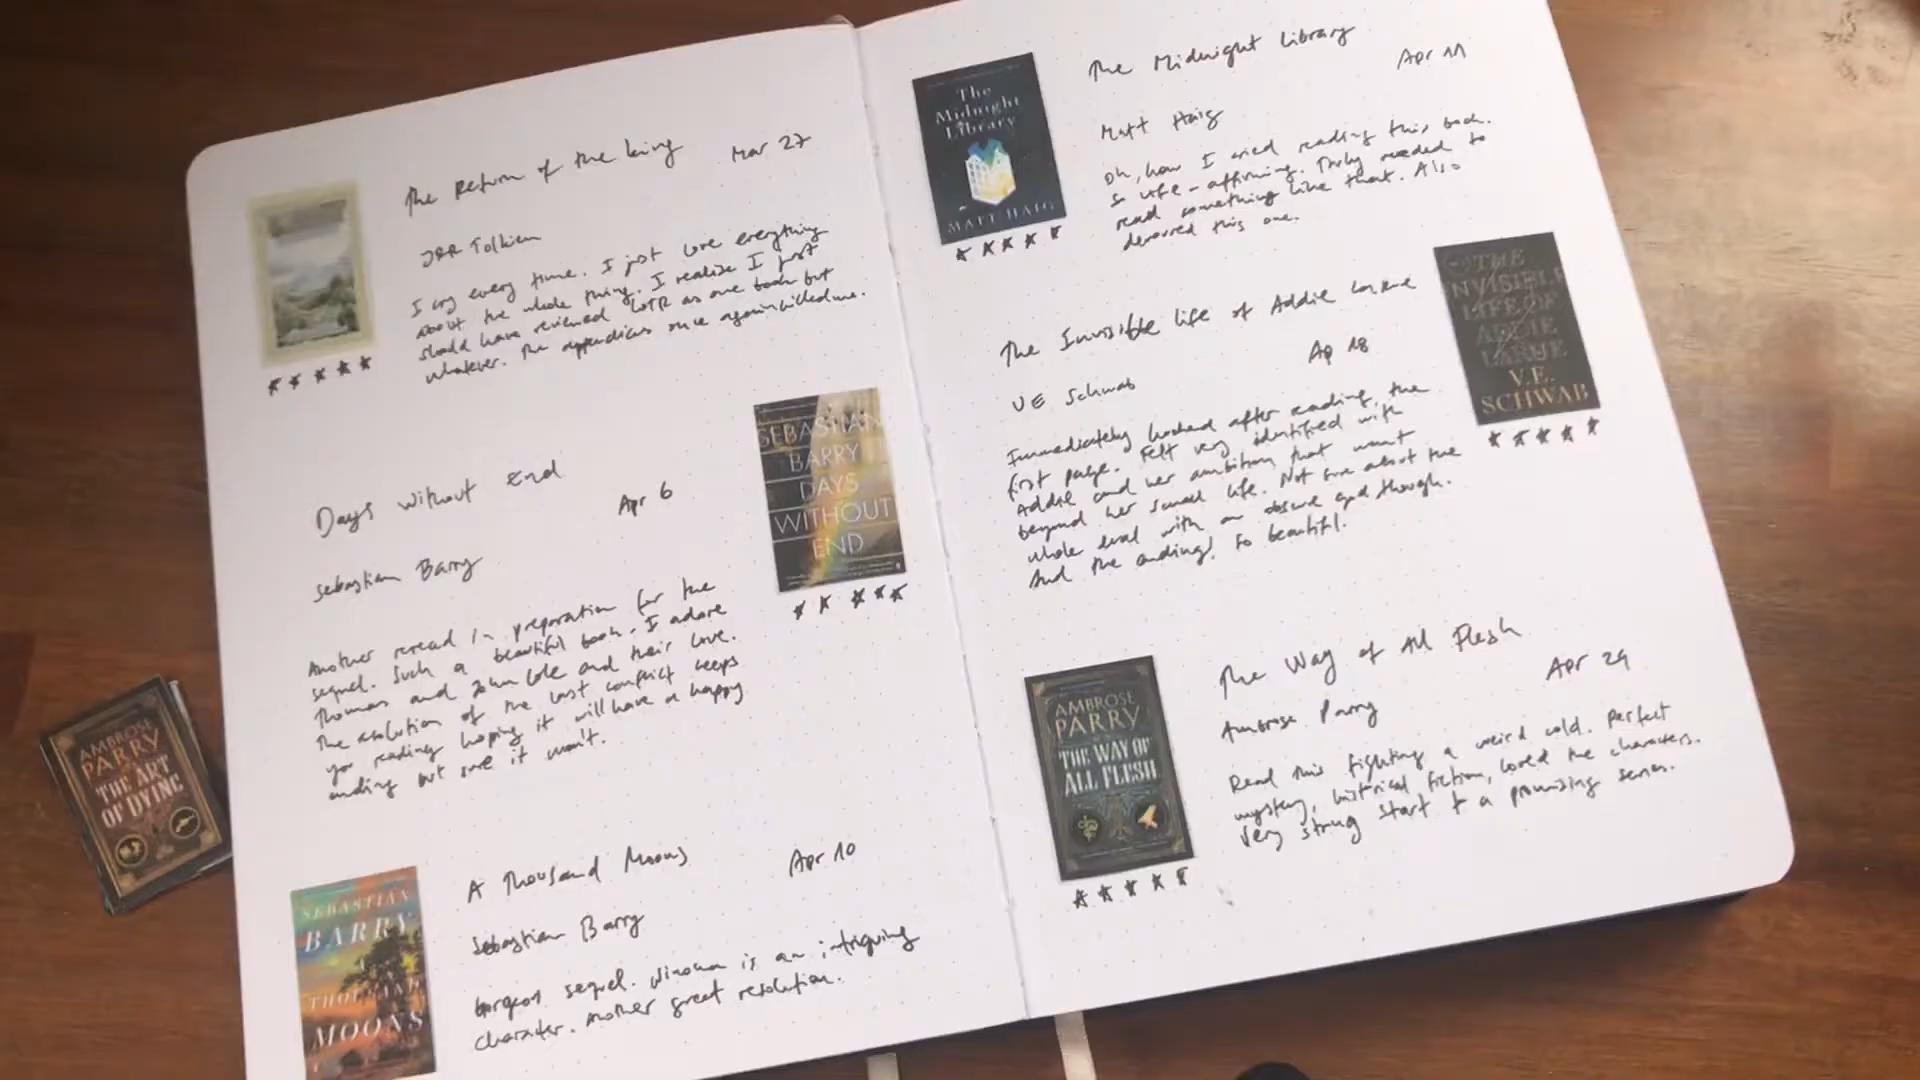 The Return of the King
Mar 27
JRR Tolkien
I cry every time. I just love everything
about the whole thing. I realize I just
should have reviewed LOTR as one book but
whatever. The appendices once again killed me.
Days Without End
Apr 6
Sebastian Barry
Another reread in preparation for the
sequel. Such a beautiful book. I adore
Thomas and John Cole and their love.
The resolution of the last conflict keeps
you reading hoping it will have a happy
ending but sure it won't.
SEBASTIAN
BARRY
DAYS
WITHOUT
END
A Thousand Moons
Apr 10
Sebastian Barry
Gorgeous sequel. Winona is an intriguing
character. Another great resolution.
SEBASTIAN
BARRY
THOUSAND
MOONS
AMBROSE
PARRY
THE ART
OF DYING
The
Midnight
Library
MATT HAIG
The Midnight Library
Apr 11
Matt Haig
Oh, how I cried reading this book.
So life-affirming. Truly needed to
read something like that. Also
devoured this one.
The Invisible Life of Addie Larue
Ap 18
VE Schwab
Immediately hooked after reading the
first page. Felt very identified with
Addie and her ambition that want
beyond her small life. Not sure about the
whole deal with an obscure god though.
And the ending! So beautiful.
THE
INVISIBLE
LIFE OF
ADDIE
LARUE
V.E.
SCHWAB
AMBROSE
PARRY
THE WAY OF
ALL FLESH
The Way of All Flesh
Apr 29
Ambrose Parry
Read this fighting a weird cold. Perfect
mystery, historical fiction, loved the characters.
Very strong start to a promising series.